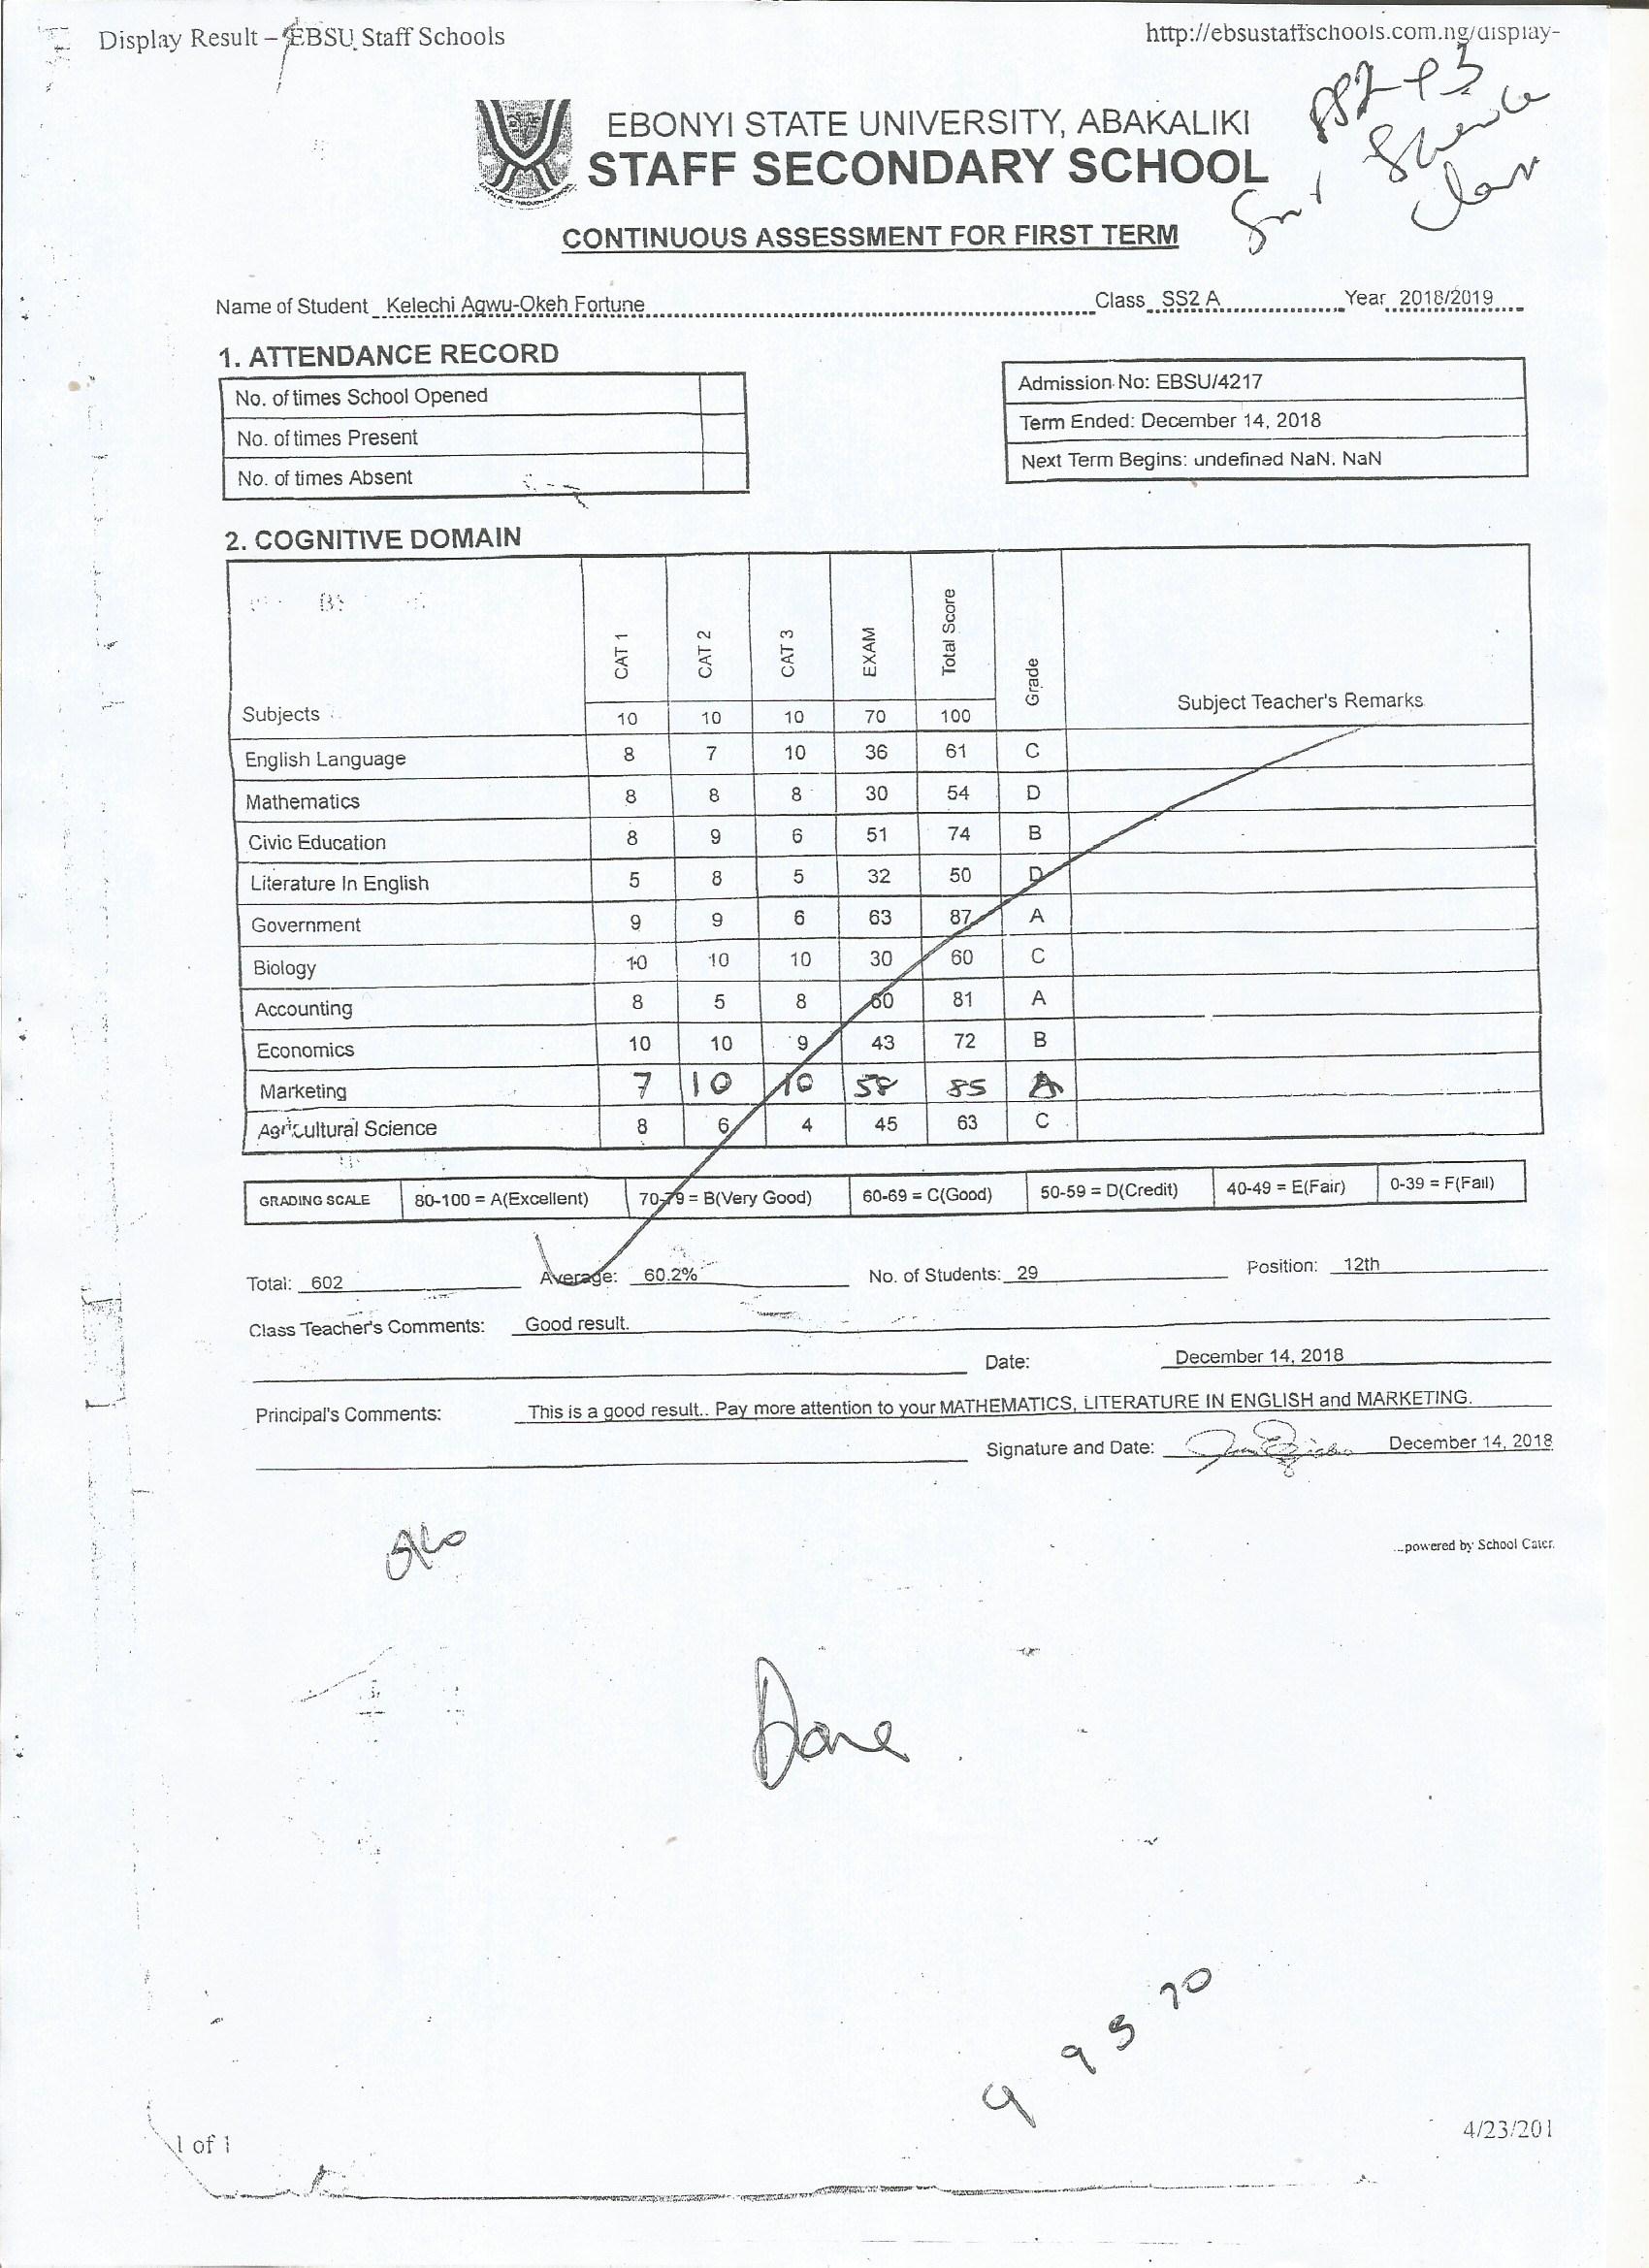 Display Result – EBSU Staff Schools http://ebsustaffschools.com.ng/display-
EBONYI STATE UNIVERSITY, ABAKALIKI
STAFF SECONDARY SCHOOL
CONTINUOUS ASSESSMENT FOR FIRST TERM
Name of Student Kelechi Agwu-Okeh Fortune Class SS2 A Year 2018/2019
1. ATTENDANCE RECORD
No. of times School Opened
No. of times Present
No. of times Absent
Admission No: EBSU/4217
Term Ended: December 14, 2018
Next Term Begins: undefined NaN, NaN
2. COGNITIVE DOMAIN
Subjects CAT 1 CAT 2 CAT 3 EXAM Total Score Grade Subject Teacher's Remarks
10 10 10 70 100
English Language 8 7 10 36 61 C
Mathematics 8 8 8 30 54 D
Civic Education 8 9 6 51 74 B
Literature In English 5 8 5 32 50 D
Government 9 9 6 63 87 A
Biology 10 10 10 30 60 C
Accounting 8 5 8 60 81 A
Economics 10 10 9 43 72 B
Marketing 7 10 10 58 85 A
Agricultural Science 8 6 4 45 63 C
GRADING SCALE 80-100 = A(Excellent) 70-79 = B(Very Good) 60-69 = C(Good) 50-59 = D(Credit) 40-49 = E(Fair) 0-39 = F(Fail)
Total: 602 Average: 60.2% No. of Students: 29 Position: 12th
Class Teacher's Comments: Good result.
Date: December 14, 2018
Principal's Comments: This is a good result.. Pay more attention to your MATHEMATICS, LITERATURE IN ENGLISH and MARKETING.
Signature and Date: December 14, 2018
...powered by School Cater.
Done
9 9 5 70
1 of 1 4/23/201